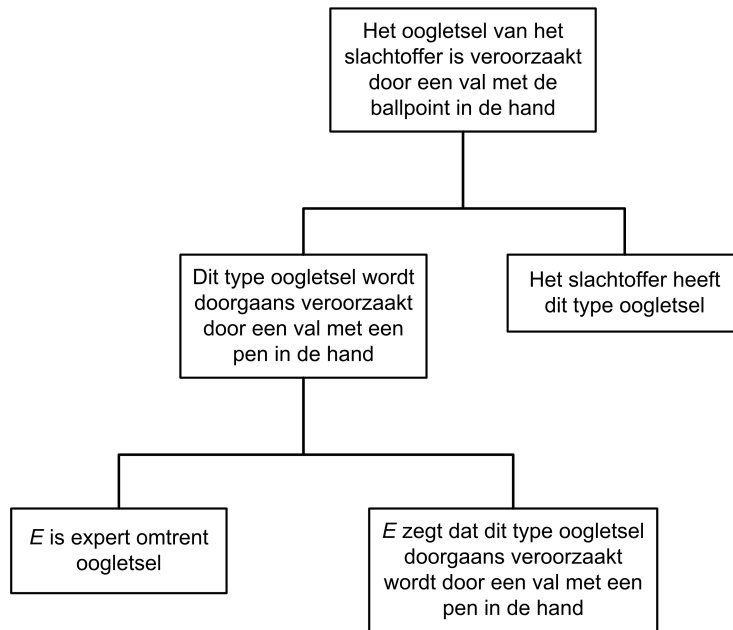 Het oogletsel van het
slachtoffer is veroorzaakt
door een val met de
ballpoint in de hand
Dit type oogletsel wordt
doorgaans veroorzaakt
door een val met een
pen in de hand
Het slachtoffer heeft
dit type oogletsel
E is expert omtrent
oogletsel
E zegt dat dit type oogletsel
doorgaans veroorzaakt
wordt door een val met een
pen in de hand